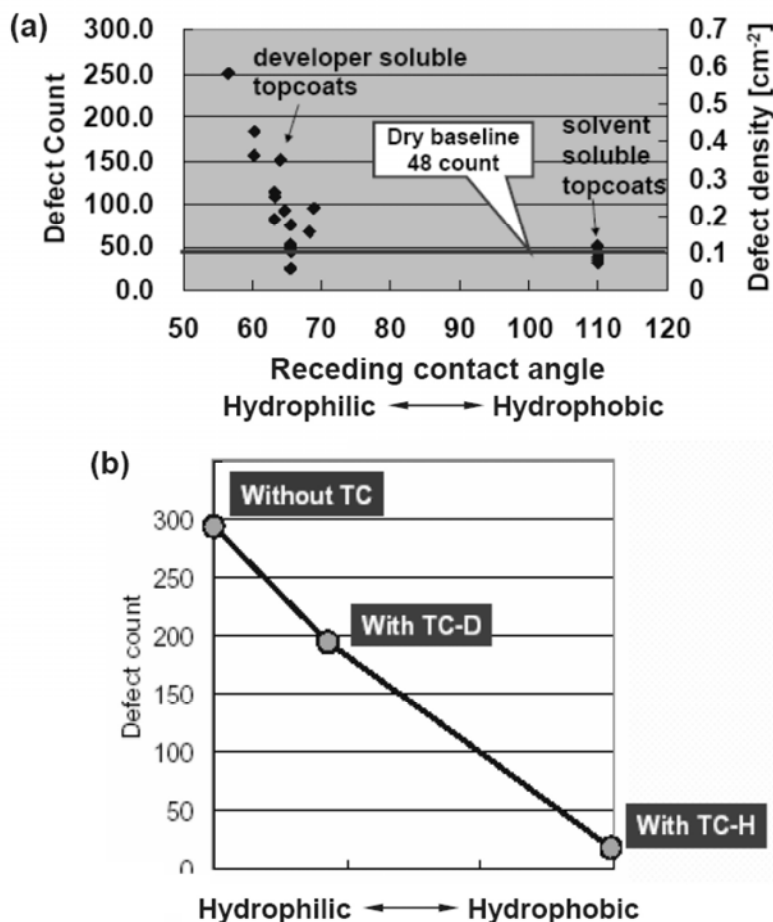 (a)
300.0
250.0
200.0
150.0
100.0
50.0
0.0
Defect Count
developer soluble
topcoats
Dry baseline
48 count
solvent
soluble
topcoats
0.7
0.6
0.5
0.4
0.3
0.2
0.1
0
Defect density [cm⁻²]
50 60 70 80 90 100 110 120
Receding contact angle
Hydrophilic ⟷ Hydrophobic
(b)
Without TC
300
250
200
150
100
50
0
Defect count
With TC-D
With TC-H
Hydrophilic ⟷ Hydrophobic